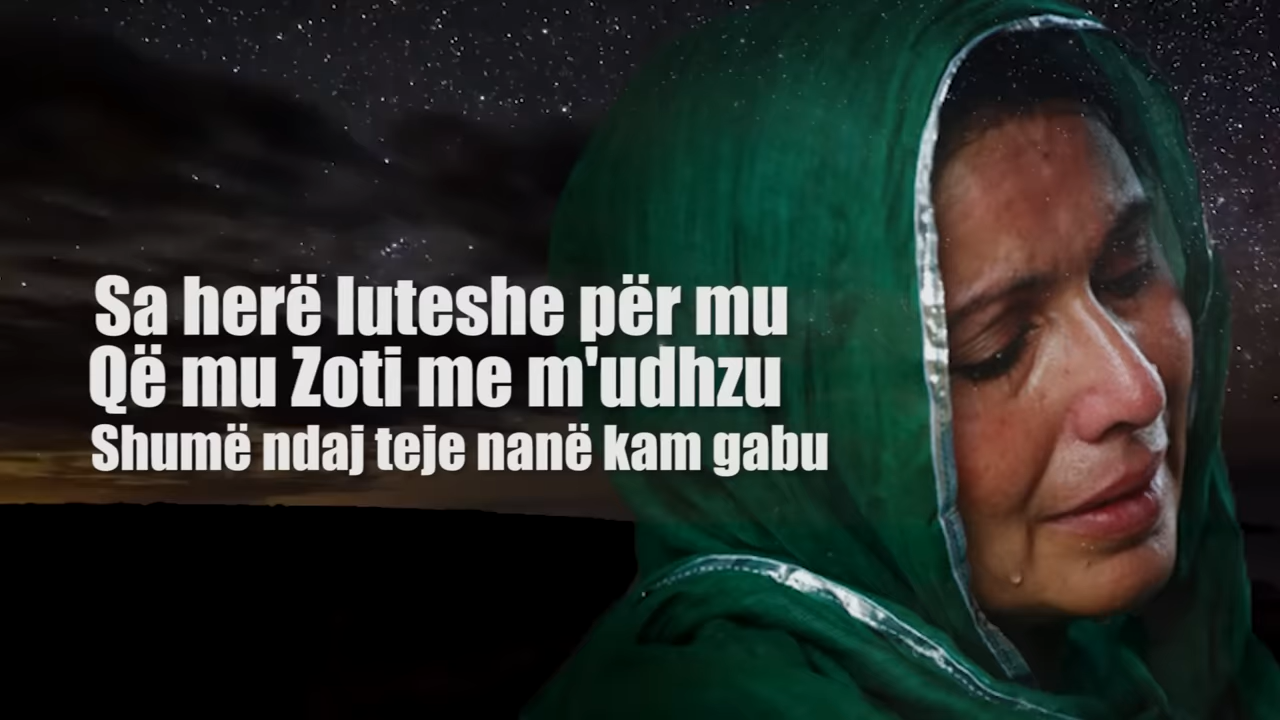 Sa herë luteshe për mu
Që mu Zoti me m'udhzu
Shumë ndaj teje nanë kam gabu